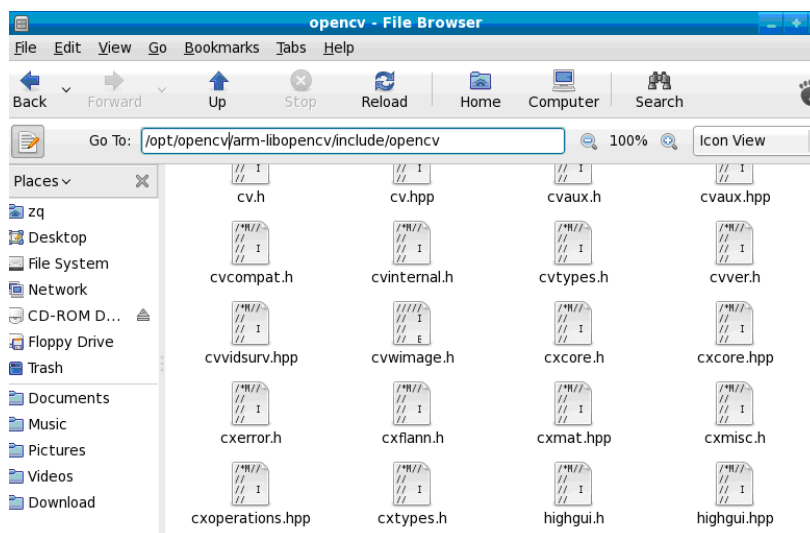 opencv - File Browser
File Edit View Go Bookmarks Tabs Help
Back Forward Up Stop Reload Home Computer Search
Go To: /opt/opencv/arm-libopencv/include/opencv 100% Icon View
Places
zq
Desktop
File System
Network
CD-ROM D...
Floppy Drive
Trash
Documents
Music
Pictures
Videos
Download
// I // I // I // I
// // // //
cv.h cv.hpp cvaux.h cvaux.hpp
/*M//- /*M//- /*M//- /*M//-
// // // //
// I // I // I // I
// // // //
cvcompat.h cvinternal.h cvtypes.h cvver.h
/*M//- ///// /*M//- /*M//-
// // I // //
// I // // I // I
// // E // //
cvvidsurv.hpp cvwimage.h cxcore.h cxcore.hpp
/*M//- /*M//- /*M//- /*M//-
// // // //
// I // I // I // I
// // // //
cxerror.h cxflann.h cxmat.hpp cxmisc.h
/*M//- /*M//- /*M//- /*M//-
// // // //
// I // I // I // I
// // // //
cxoperations.hpp cxtypes.h highgui.h highgui.hpp